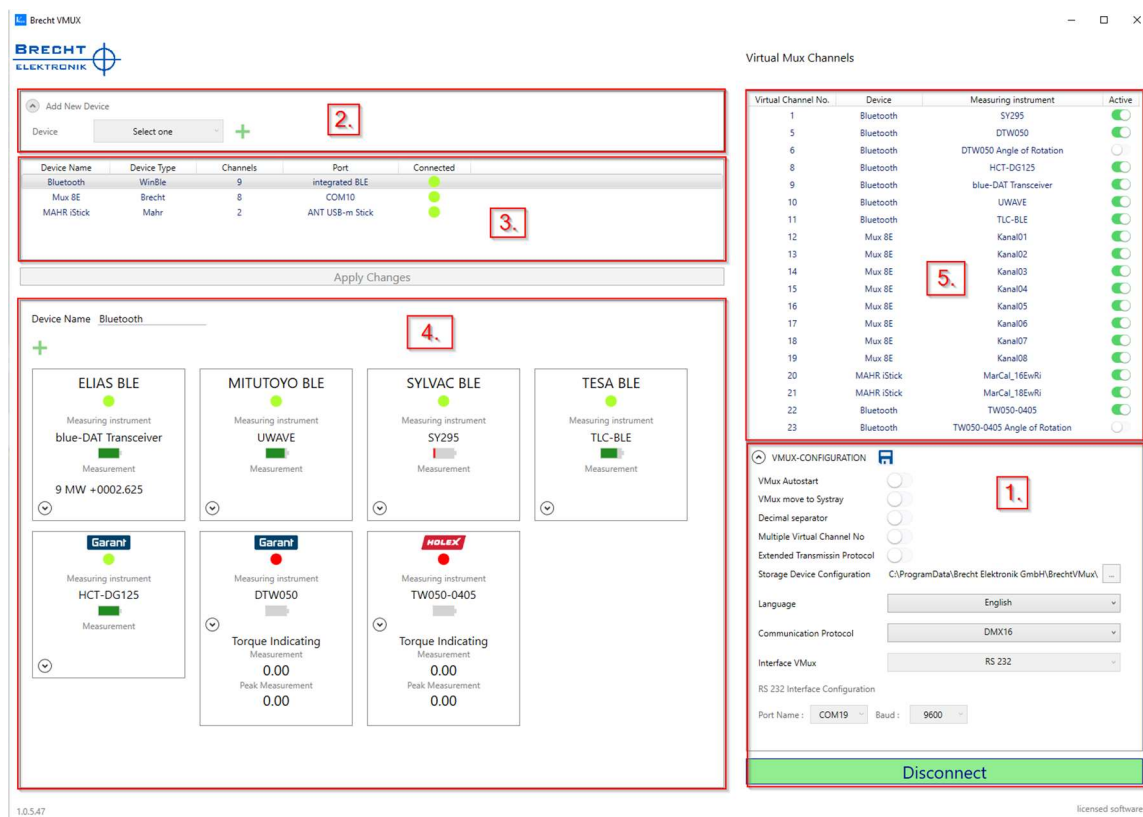 Brecht VMUX
BRECHT
ELEKTRONIK
Virtual Mux Channels
Add New Device
Device Select one
2.
Device Name Device Type Channels Port Connected
Bluetooth WinBle 9 integrated BLE
Mux 8E Brecht 8 COM10
MAHR iStick Mahr 2 ANT USB-m Stick
3.
Apply Changes
Device Name Bluetooth
4.
ELIAS BLE MITUTOYO BLE SYLVAC BLE TESA BLE
Measuring instrument Measuring instrument Measuring instrument Measuring instrument
blue-DAT Transceiver UWAVE SY295 TLC-BLE
Measurement Measurement Measurement Measurement
9 MW +0002.625
Garant Garant HOLEX
Measuring instrument Measuring instrument Measuring instrument
HCT-DG125 DTW050 TW050-0405
Measurement
Torque Indicating Torque Indicating
Measurement Measurement
0.00 0.00
Peak Measurement Peak Measurement
0.00 0.00
Virtual Channel No. Device Measuring instrument Active
1 Bluetooth SY295
5 Bluetooth DTW050
6 Bluetooth DTW050 Angle of Rotation
8 Bluetooth HCT-DG125
9 Bluetooth blue-DAT Transceiver
10 Bluetooth UWAVE
11 Bluetooth TLC-BLE
12 Mux 8E Kanal01
13 Mux 8E Kanal02
14 Mux 8E Kanal03
15 Mux 8E Kanal04
16 Mux 8E Kanal05
17 Mux 8E Kanal06
18 Mux 8E Kanal07
19 Mux 8E Kanal08
20 MAHR iStick MarCal_16EwRi
21 MAHR iStick MarCal_18EwRi
22 Bluetooth TW050-0405
23 Bluetooth TW050-0405 Angle of Rotation
5.
VMUX-CONFIGURATION
1.
VMux Autostart
VMux move to Systray
Decimal separator
Multiple Virtual Channel No
Extended Transmissin Protocol
Storage Device Configuration C:\ProgramData\Brecht Elektronik GmbH\BrechtVMux\ ...
Language English
Communication Protocol DMX16
Interface VMux RS 232
RS 232 Interface Configuration
Port Name : COM19 Baud : 9600
Disconnect
1.0.5.47
licensed software